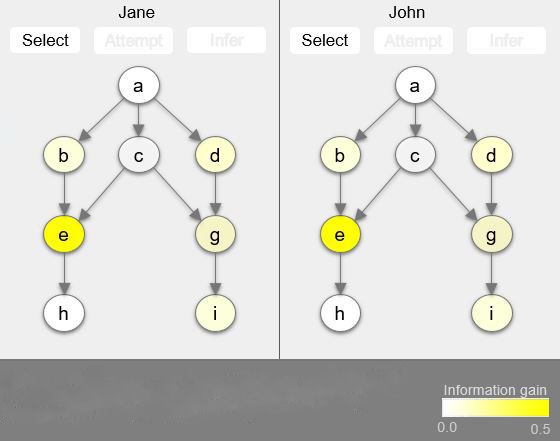 Jane
Select Attempt Infer
a
b c d
e g
h i
John
Select Attempt Infer
a
b c d
e g
h i
Information gain
0.0 0.5